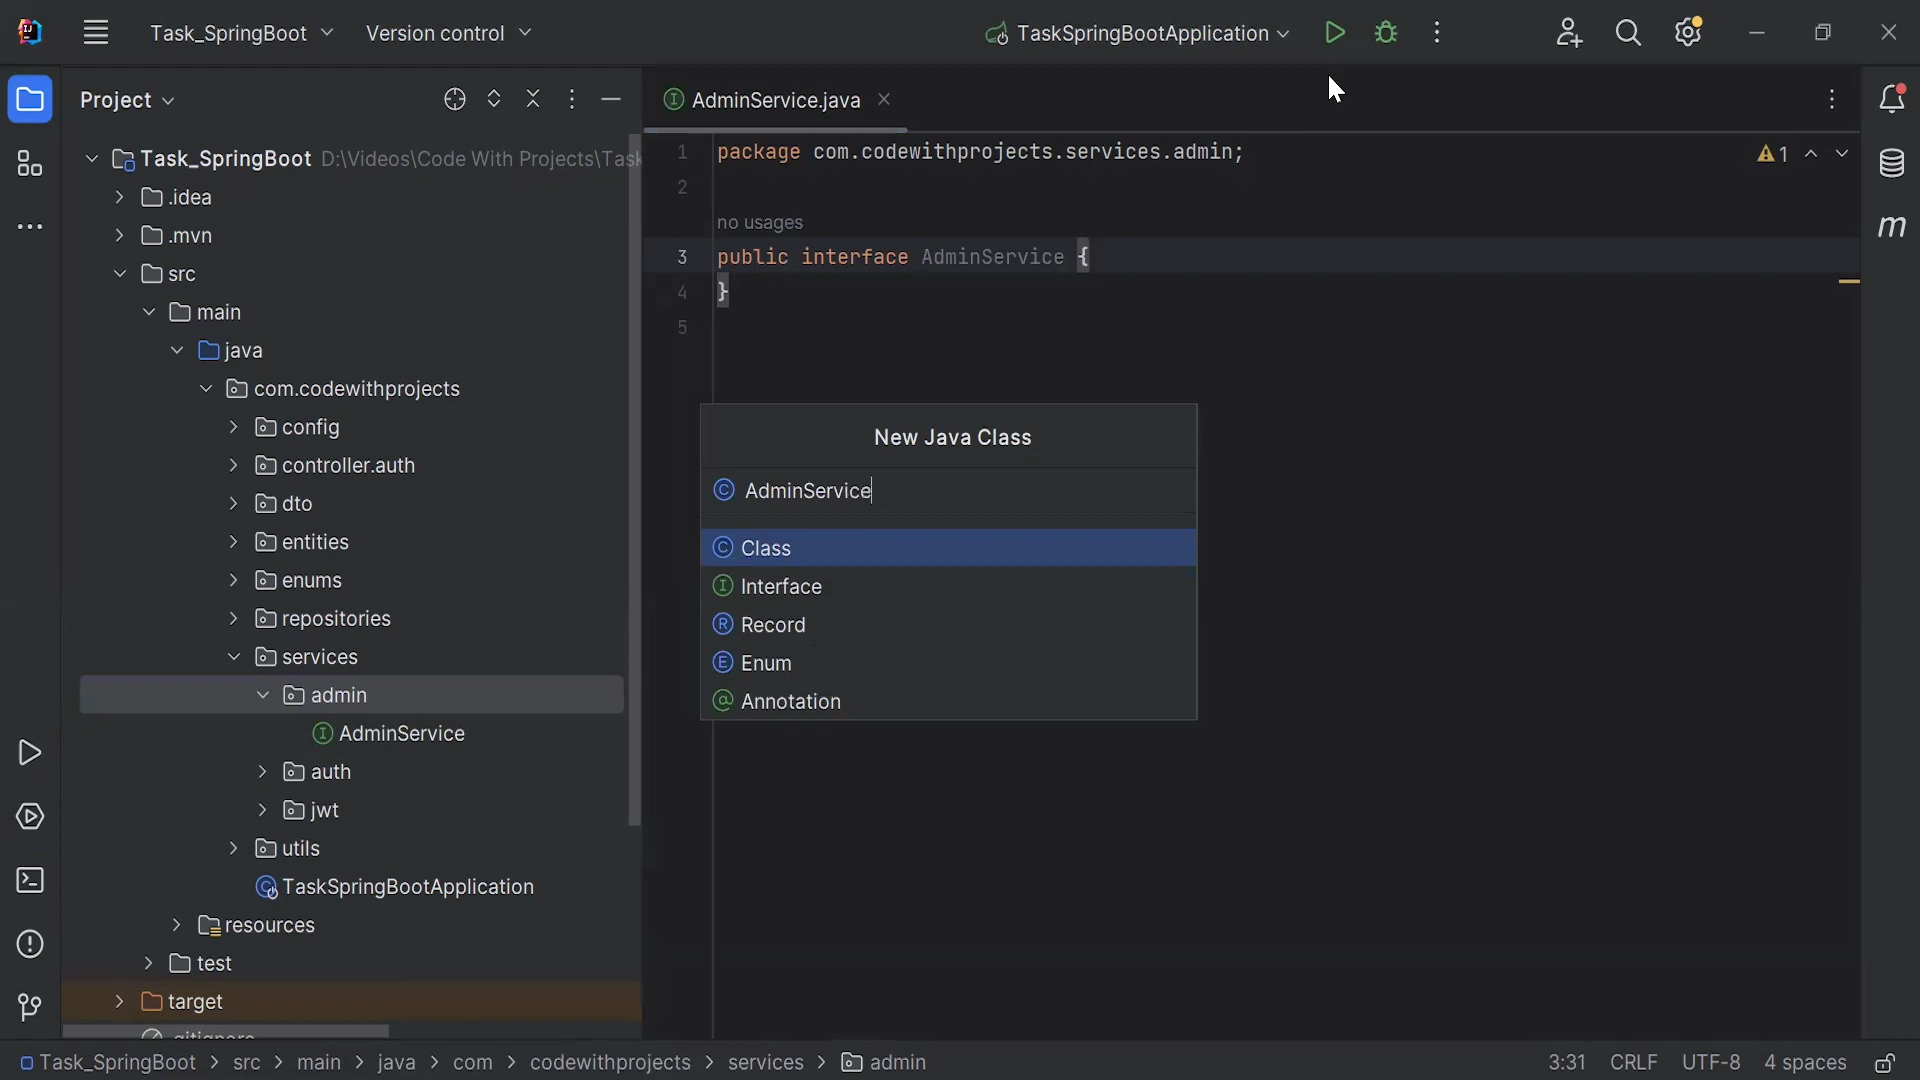 Task_SpringBoot
Version control
TaskSpringBootApplication
Project
AdminService.java
Task_SpringBoot D:\Videos\Code With Projects\Task
.idea
.mvn
src
main
java
com.codewithprojects
config
controller.auth
dto
entities
enums
repositories
services
admin
AdminService
auth
jwt
utils
TaskSpringBootApplication
resources
test
target
.gitignore
1 package com.codewithprojects.services.admin;
1
2
no usages
3 public interface AdminService {
4 }
5
New Java Class
AdminService
Class
Interface
Record
Enum
Annotation
m
Task_SpringBoot > src > main > java > com > codewithprojects > services > admin
3:31 CRLF UTF-8 4 spaces